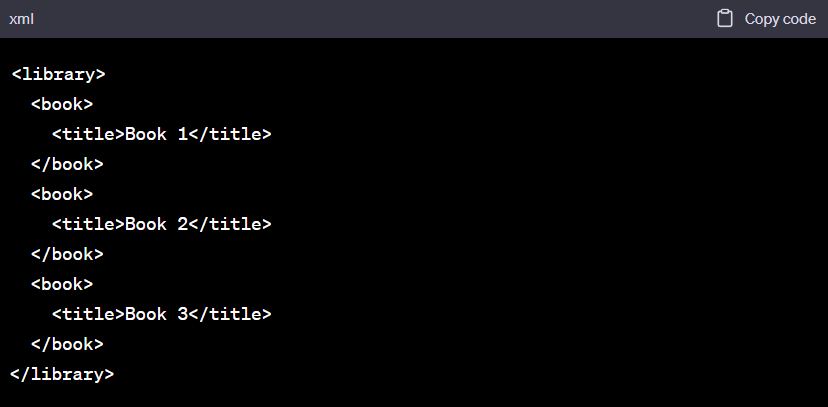 xml Copy code
<library>
  <book>
    <title>Book 1</title>
  </book>
  <book>
    <title>Book 2</title>
  </book>
  <book>
    <title>Book 3</title>
  </book>
</library>